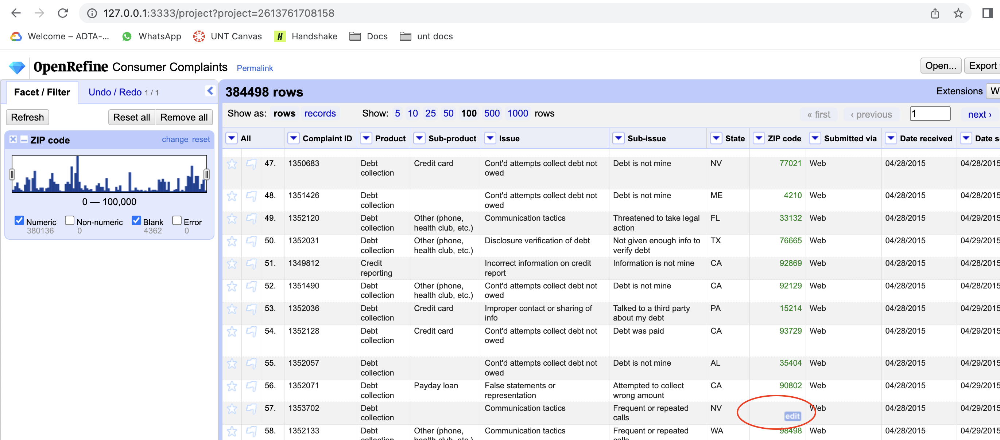 127.0.0.1:3333/project?project=2613761708158
Welcome – ADTA-... WhatsApp UNT Canvas H Handshake Docs unt docs
OpenRefine Consumer Complaints Permalink Open... Export
Facet / Filter Undo / Redo 1 / 1 384498 rows Extensions W
Refresh Reset all Remove all Show as: rows records Show: 5 10 25 50 100 500 1000 rows « first ‹ previous 1 next ›
ZIP code change reset
0 — 100,000
Numeric Non-numeric Blank Error
380136 0 4362 0
All Complaint ID Product Sub-product Issue Sub-issue State ZIP code Submitted via Date received Date s
47. 1350683 Debt Credit card Cont'd attempts collect debt not Debt is not mine NV 77021 Web 04/28/2015 04/28/2015
collection owed
48. 1351426 Debt Cont'd attempts collect debt not Debt is not mine ME 4210 Web 04/28/2015 04/28/2015
collection owed
49. 1352120 Debt Other (phone, Communication tactics Threatened to take legal FL 33132 Web 04/28/2015 04/29/2015
collection health club, etc.) action
50. 1352031 Debt Other (phone, Disclosure verification of debt Not given enough info to TX 76665 Web 04/28/2015 04/29/2015
collection health club, etc.) verify debt
51. 1349812 Credit Incorrect information on credit Information is not mine CA 92869 Web 04/28/2015 04/28/2015
reporting report
52. 1351490 Debt Other (phone, Cont'd attempts collect debt not Debt is not mine CA 92129 Web 04/28/2015 04/28/2015
collection health club, etc.) owed
53. 1352036 Debt Credit card Improper contact or sharing of Talked to a third party PA 15214 Web 04/28/2015 04/29/2015
collection info about my debt
54. 1352128 Debt Credit card Cont'd attempts collect debt not Debt was paid CA 93729 Web 04/28/2015 04/29/2015
collection owed
55. 1352057 Debt Cont'd attempts collect debt not Debt is not mine AL 35404 Web 04/28/2015 04/29/2015
collection owed
56. 1352071 Debt Payday loan False statements or Attempted to collect CA 90802 Web 04/28/2015 04/29/2015
collection representation wrong amount
57. 1353702 Debt Communication tactics Frequent or repeated NV Web 04/28/2015 04/29/2015
collection calls edit
58. 1352133 Debt Other (phone, Communication tactics Frequent or repeated WA 98498 Web 04/28/2015 04/29/2015